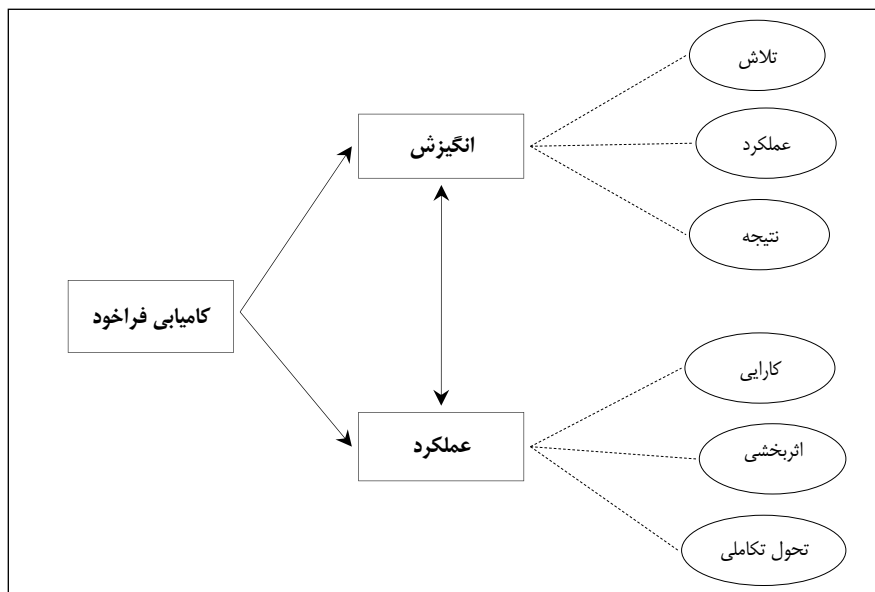 تلاش
انگیزش
عملکرد
نتیجه
کامیابی فراخود
کارایی
عملکرد
اثربخشی
تحول تکاملی